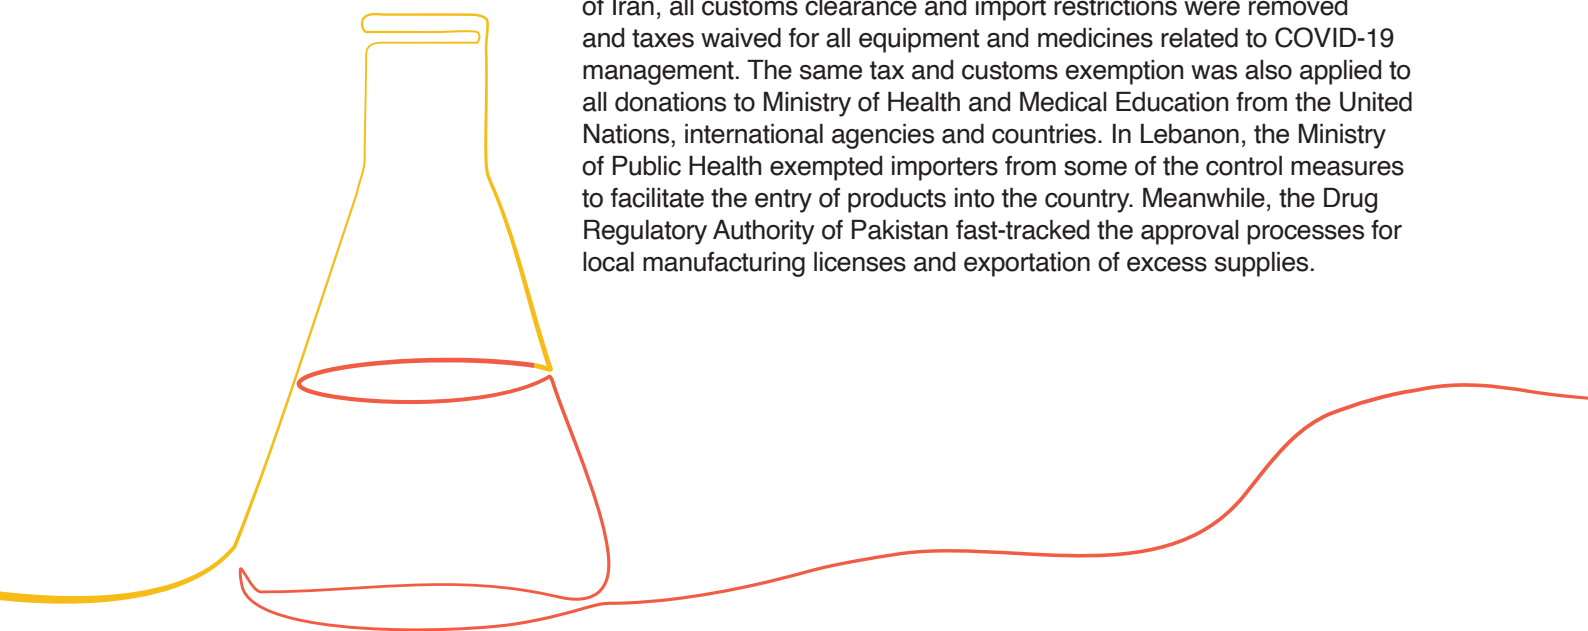 of Iran, all customs clearance and import restrictions were removed
and taxes waived for all equipment and medicines related to COVID-19
management. The same tax and customs exemption was also applied to
all donations to Ministry of Health and Medical Education from the United
Nations, international agencies and countries. In Lebanon, the Ministry
of Public Health exempted importers from some of the control measures
to facilitate the entry of products into the country. Meanwhile, the Drug
Regulatory Authority of Pakistan fast-tracked the approval processes for
local manufacturing licenses and exportation of excess supplies.